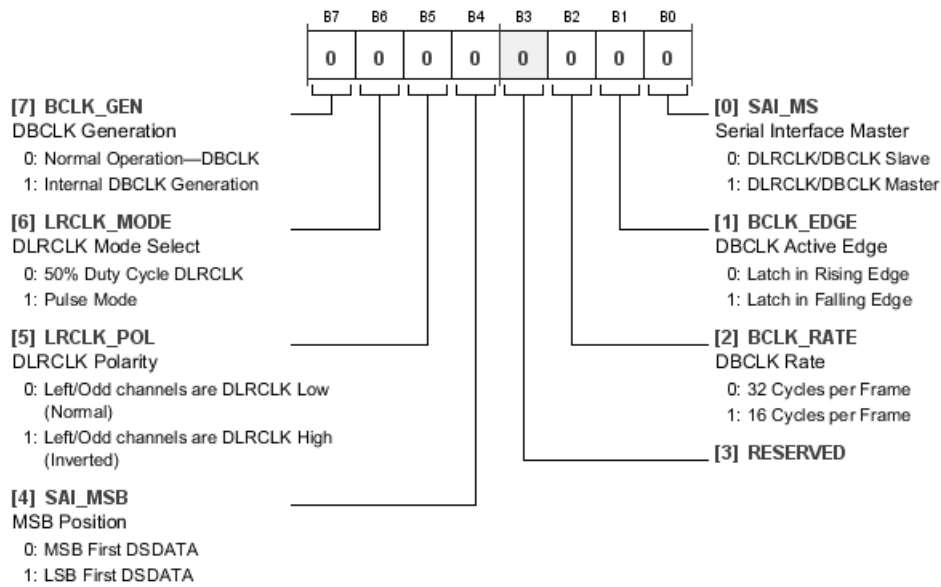 B7 B6 B5 B4 B3 B2 B1 B0
0 0 0 0 0 0 0 0
[7] BCLK_GEN
DBCLK Generation
0: Normal Operation—DBCLK
1: Internal DBCLK Generation
[6] LRCLK_MODE
DLRCLK Mode Select
0: 50% Duty Cycle DLRCLK
1: Pulse Mode
[5] LRCLK_POL
DLRCLK Polarity
0: Left/Odd channels are DLRCLK Low
(Normal)
1: Left/Odd channels are DLRCLK High
(Inverted)
[4] SAI_MSB
MSB Position
0: MSB First DSDATA
1: LSB First DSDATA
[0] SAI_MS
Serial Interface Master
0: DLRCLK/DBCLK Slave
1: DLRCLK/DBCLK Master
[1] BCLK_EDGE
DBCLK Active Edge
0: Latch in Rising Edge
1: Latch in Falling Edge
[2] BCLK_RATE
DBCLK Rate
0: 32 Cycles per Frame
1: 16 Cycles per Frame
[3] RESERVED